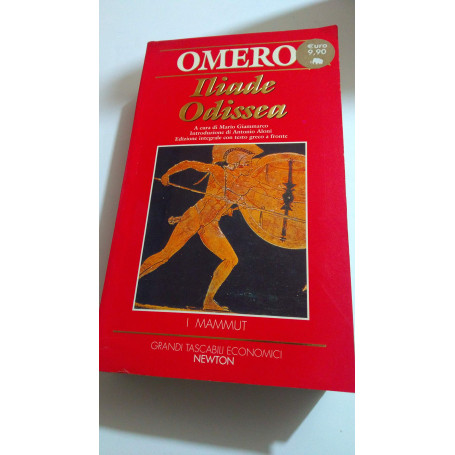 OMERO
€uro
9,90
Iliade
Odissea
A cura di Mario Giammarco
Introduzione di Antonio Aloni
Edizione integrale con testo greco a fronte
I MAMMUT
GRANDI TASCABILI ECONOMICI
NEWTON